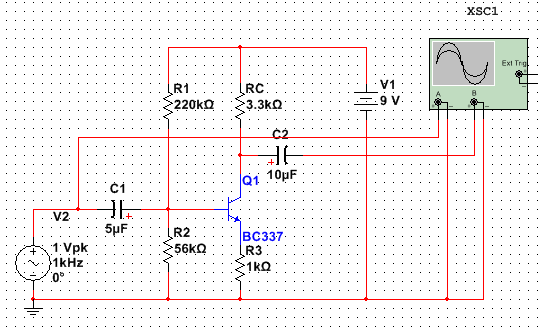 XSC1
Ext Trig
A
B
V1
9 V
R1
220kΩ
RC
3.3kΩ
C2
10µF
Q1
BC337
C1
5µF
V2
1 Vpk
1kHz
0°
R2
56kΩ
R3
1kΩ